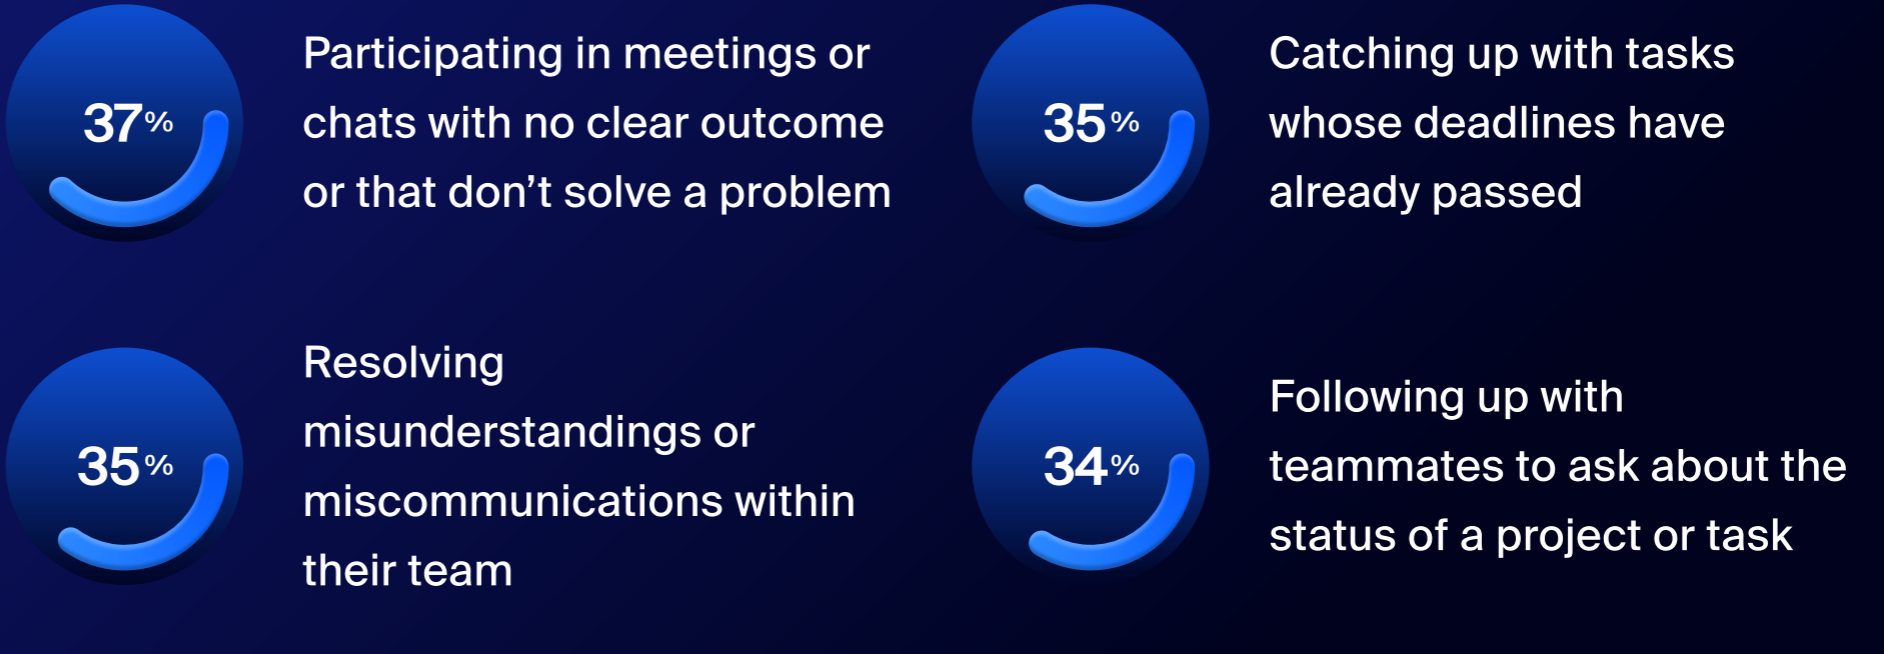 37%
Participating in meetings or
chats with no clear outcome
or that don’t solve a problem
35%
Catching up with tasks
whose deadlines have
already passed
35%
Resolving
misunderstandings or
miscommunications within
their team
34%
Following up with
teammates to ask about the
status of a project or task